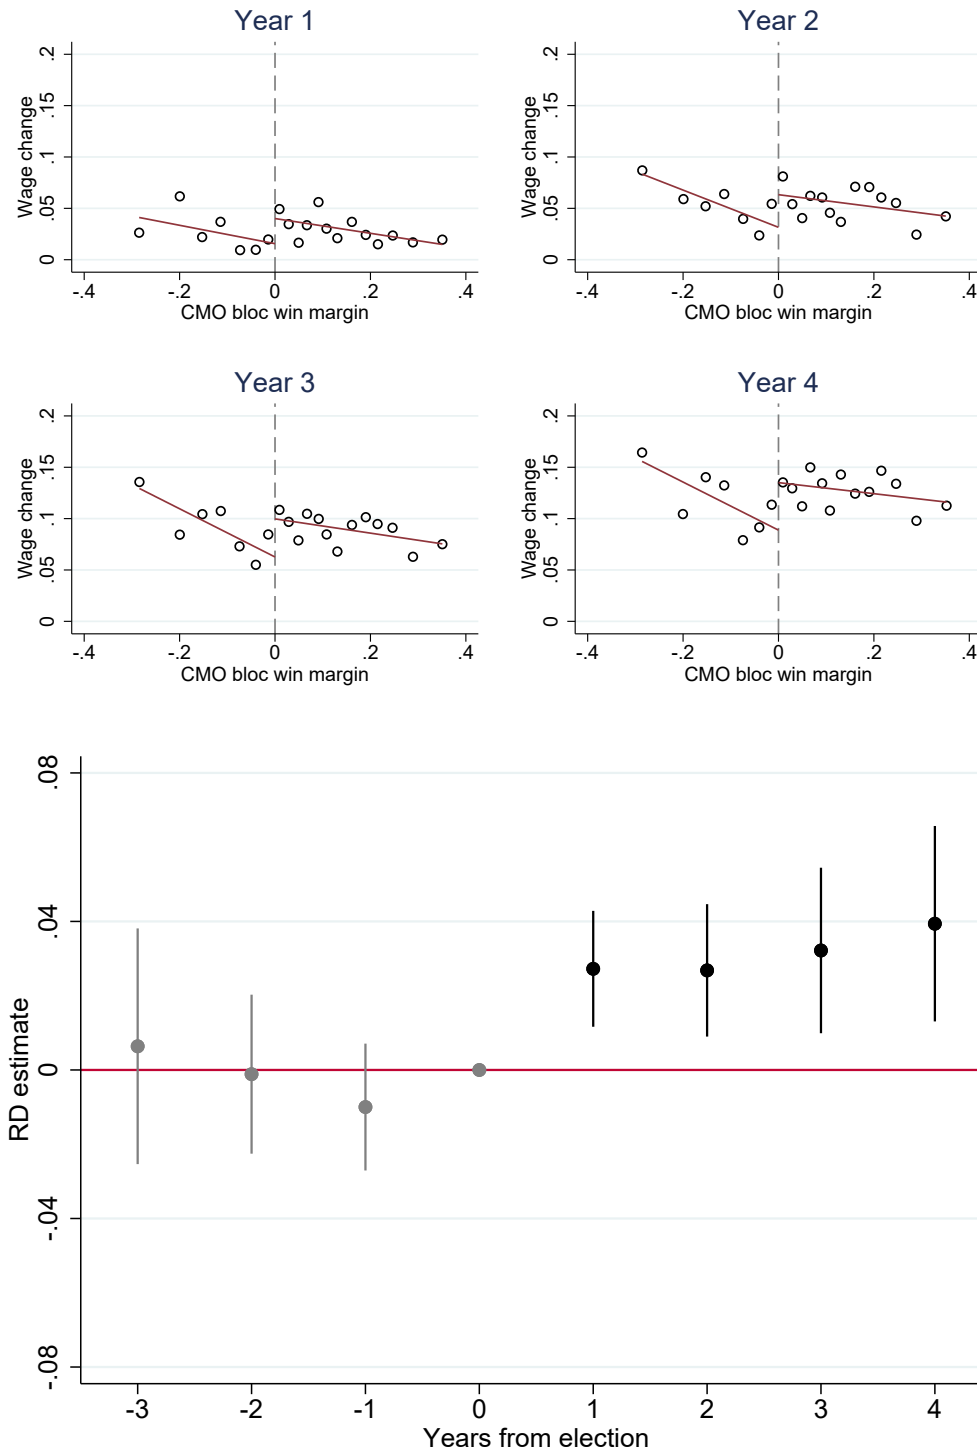 Year 1
Year 2
Wage change
.2
.15
.1
.05
0
-.4 -.2 0 .2 .4
CMO bloc win margin
Wage change
.2
.15
.1
.05
0
-.4 -.2 0 .2 .4
CMO bloc win margin
Year 3
Year 4
Wage change
.2
.15
.1
.05
0
-.4 -.2 0 .2 .4
CMO bloc win margin
Wage change
.2
.15
.1
.05
0
-.4 -.2 0 .2 .4
CMO bloc win margin
RD estimate
.08
.04
0
-.04
-.08
-3 -2 -1 0 1 2 3 4
Years from election